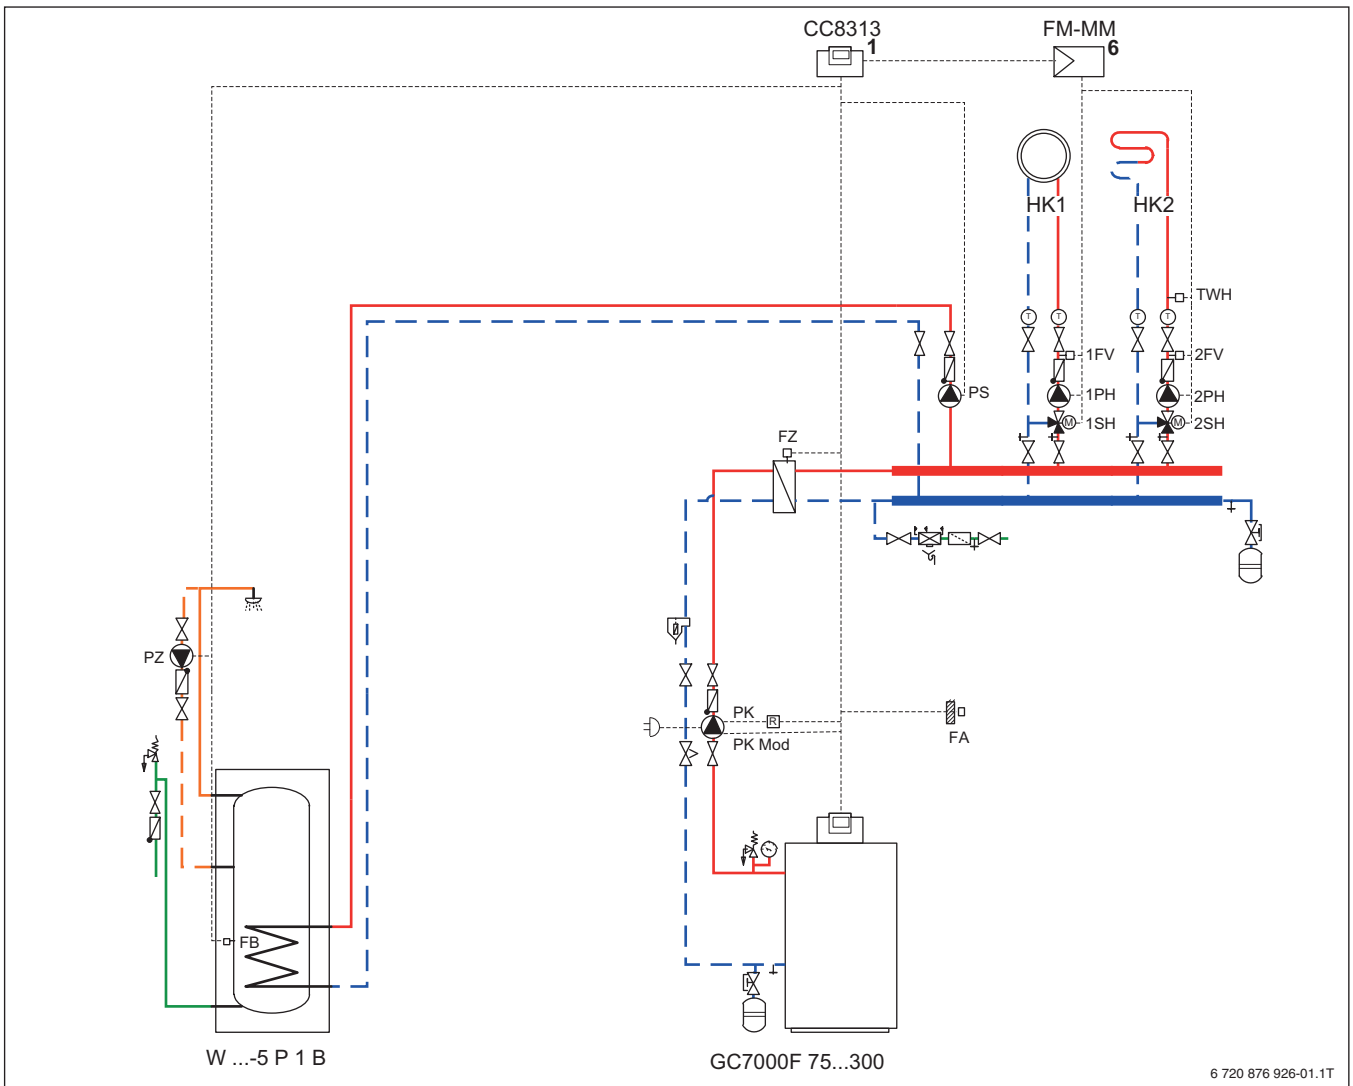 CC8313
1
FM-MM
6
HK1
HK2
TWH
T
T
T
T
1FV
2FV
PS
1PH
2PH
M
1SH
M
2SH
FZ
PZ
PK
R
PK Mod
FA
FB
W ...-5 P 1 B
GC7000F 75...300
6 720 876 926-01.1T